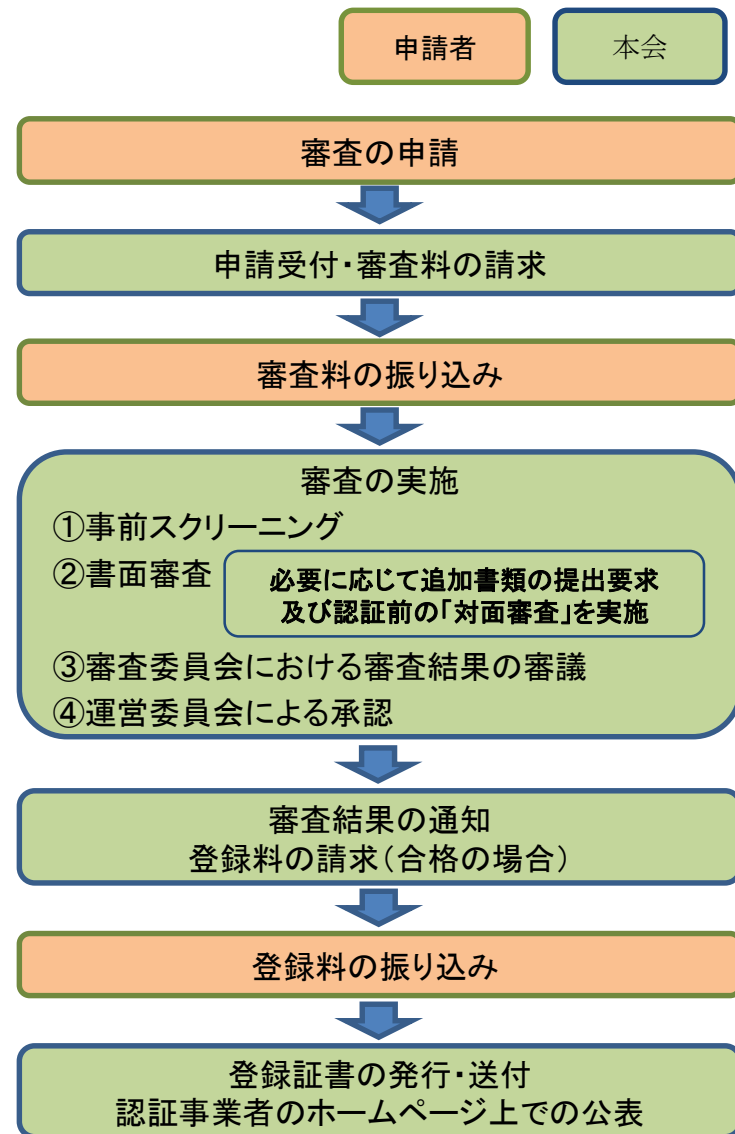 申請者
本会
審査の申請
申請受付・審査料の請求
審査料の振り込み
審査の実施
①事前スクリーニング
②書面審査
必要に応じて追加書類の提出要求
及び認証前の「対面審査」を実施
③審査委員会における審査結果の審議
④運営委員会による承認
審査結果の通知
登録料の請求(合格の場合)
登録料の振り込み
登録証書の発行・送付
認証事業者のホームページ上での公表